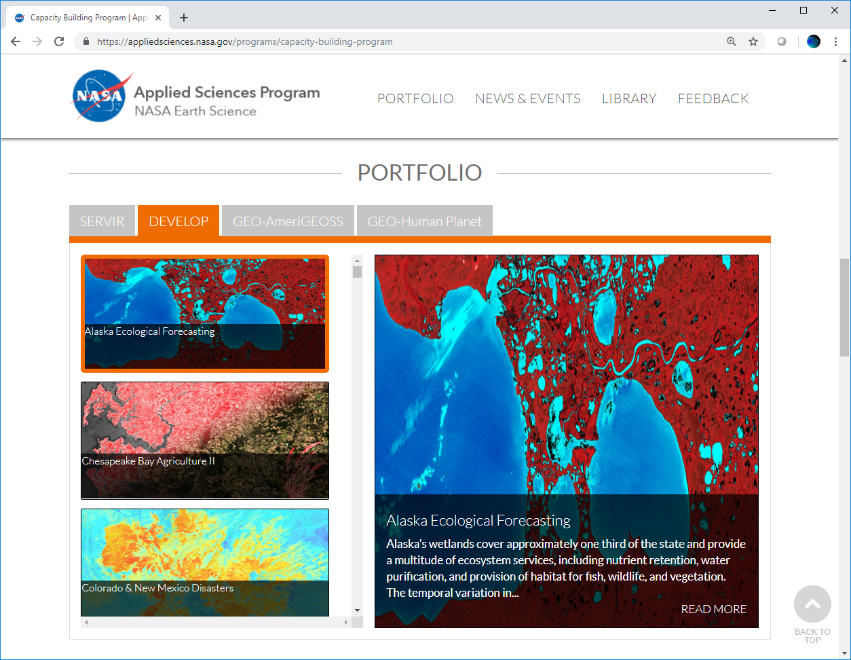 Capacity Building Program | Appl
https://appliedsciences.nasa.gov/programs/capacity-building-program
NASA
Applied Sciences Program
NASA Earth Science
PORTFOLIO NEWS & EVENTS LIBRARY FEEDBACK
PORTFOLIO
SERVIR DEVELOP GEO-AmeriGEOSS GEO-Human Planet
Alaska Ecological Forecasting
Chesapeake Bay Agriculture II
Colorado & New Mexico Disasters
Alaska Ecological Forecasting
Alaska's wetlands cover approximately one third of the state and provide
a multitude of ecosystem services, including nutrient retention, water
purification, and provision of habitat for fish, wildlife, and vegetation.
The temporal variation in...
READ MORE
BACK TO
TOP